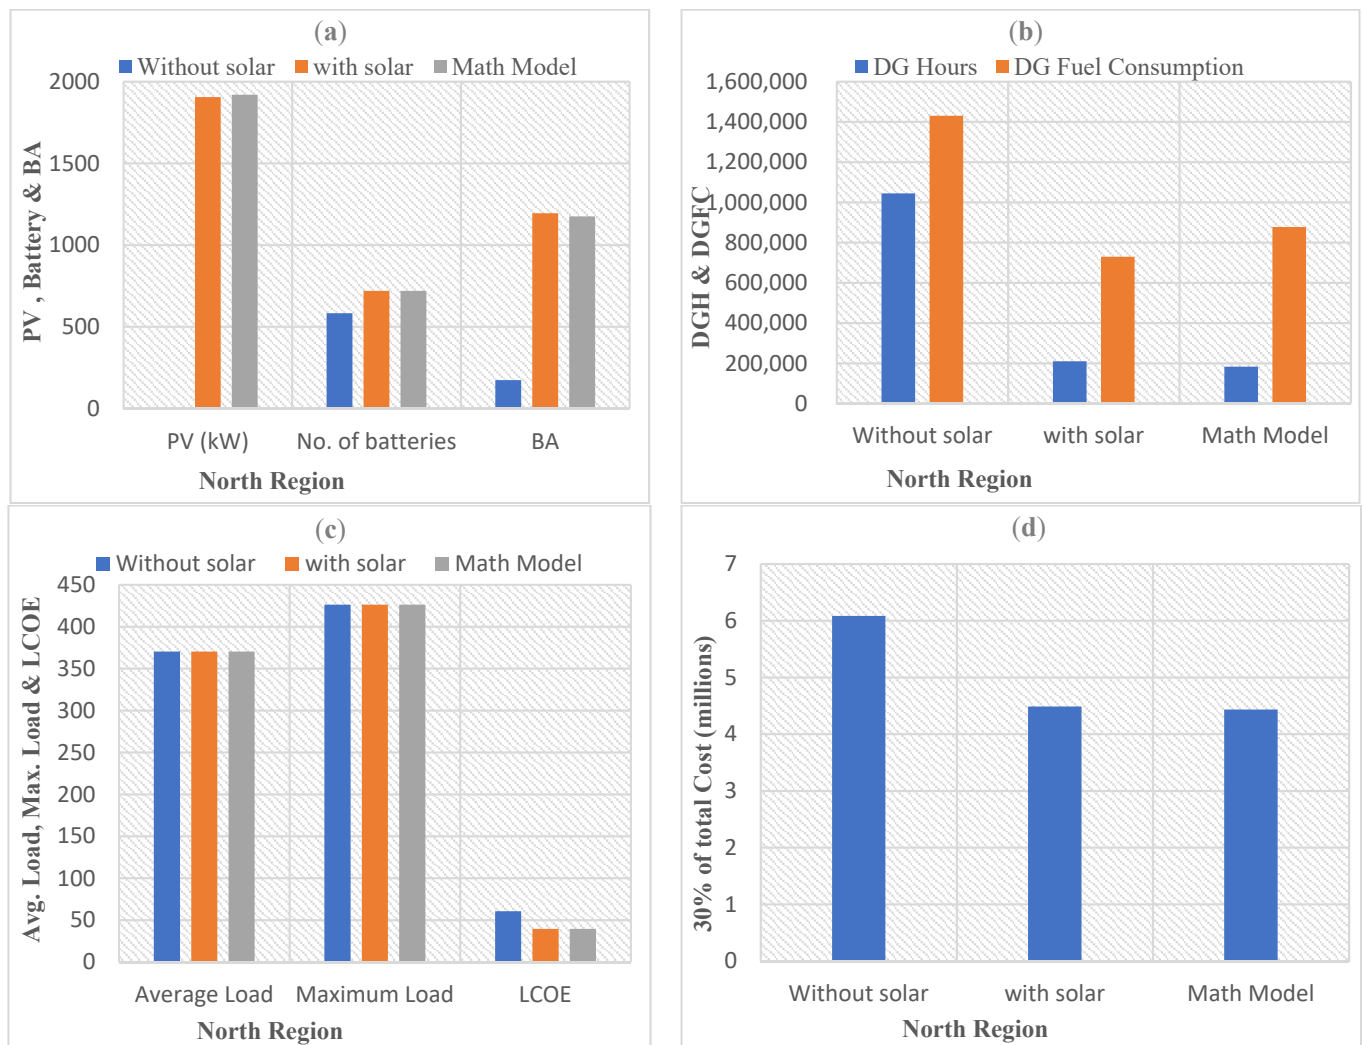 (a)
Without solar with solar Math Model
2000
1500
1000
500
0
PV , Battery & BA
PV (kW) No. of batteries BA
North Region
(b)
DG Hours DG Fuel Consumption
1,600,000
1,400,000
1,200,000
1,000,000
800,000
600,000
400,000
200,000
0
DGH & DGFC
Without solar with solar Math Model
North Region
(c)
Without solar with solar Math Model
450
400
350
300
250
200
150
100
50
0
Avg. Load, Max. Load & LCOE
Average Load Maximum Load LCOE
North Region
(d)
7
6
5
4
3
2
1
0
30% of total Cost (millions)
Without solar with solar Math Model
North Region